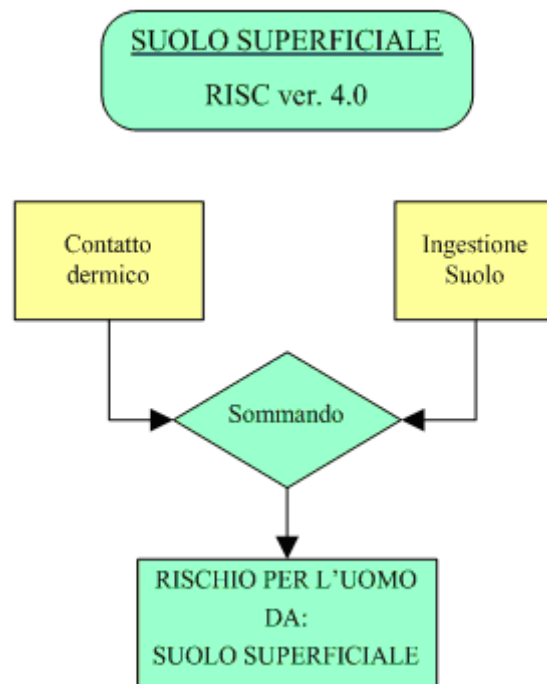 SUOLO SUPERFICIALE
RISC ver. 4.0
Contatto
dermico
Ingestione
Suolo
Sommando
RISCHIO PER L'UOMO
DA:
SUOLO SUPERFICIALE